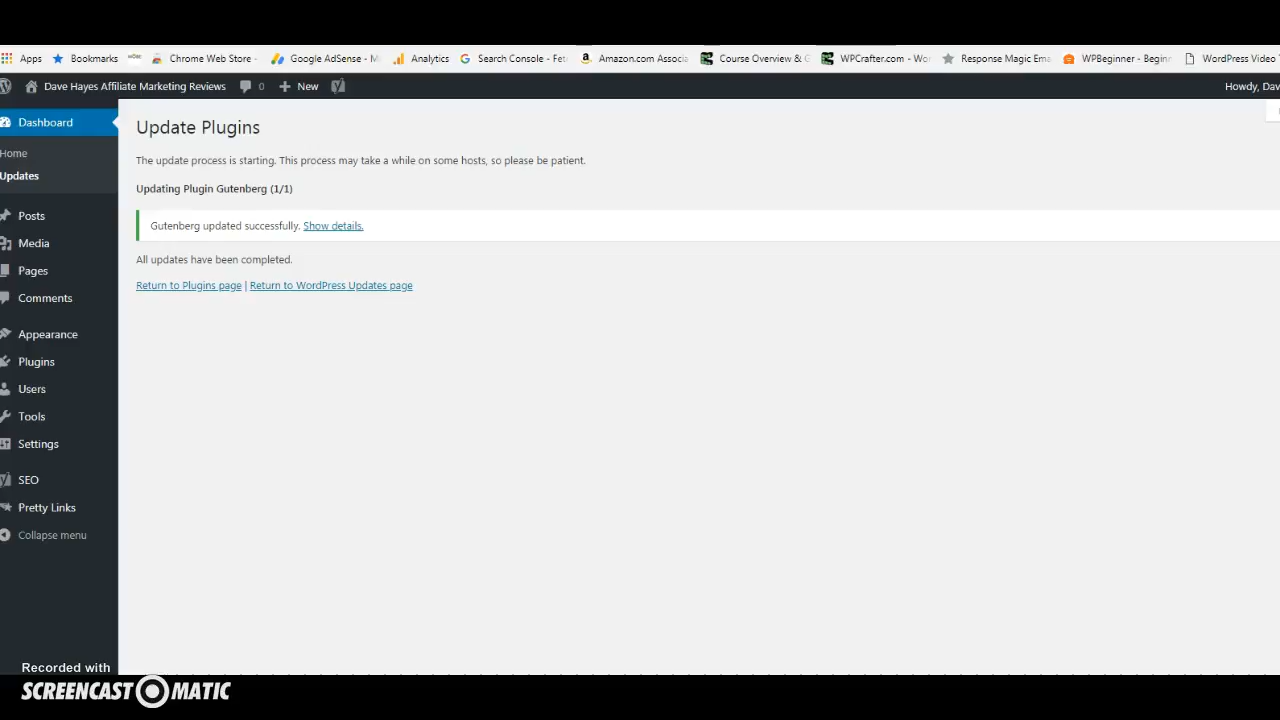 Apps Bookmarks Chrome Web Store - Google AdSense - M Analytics Search Console - Fet Amazon.com Associa Course Overview & G WPCrafter.com - Wor Response Magic Ema WPBeginner - Beginn WordPress Video
Dave Hayes Affiliate Marketing Reviews 0 New Howdy, Dav
Dashboard
Home
Updates
Posts
Media
Pages
Comments
Appearance
Plugins
Users
Tools
Settings
SEO
Pretty Links
Collapse menu
Update Plugins
The update process is starting. This process may take a while on some hosts, so please be patient.
Updating Plugin Gutenberg (1/1)
Gutenberg updated successfully. Show details.
All updates have been completed.
Return to Plugins page | Return to WordPress Updates page
Recorded with
SCREENCAST MATIC